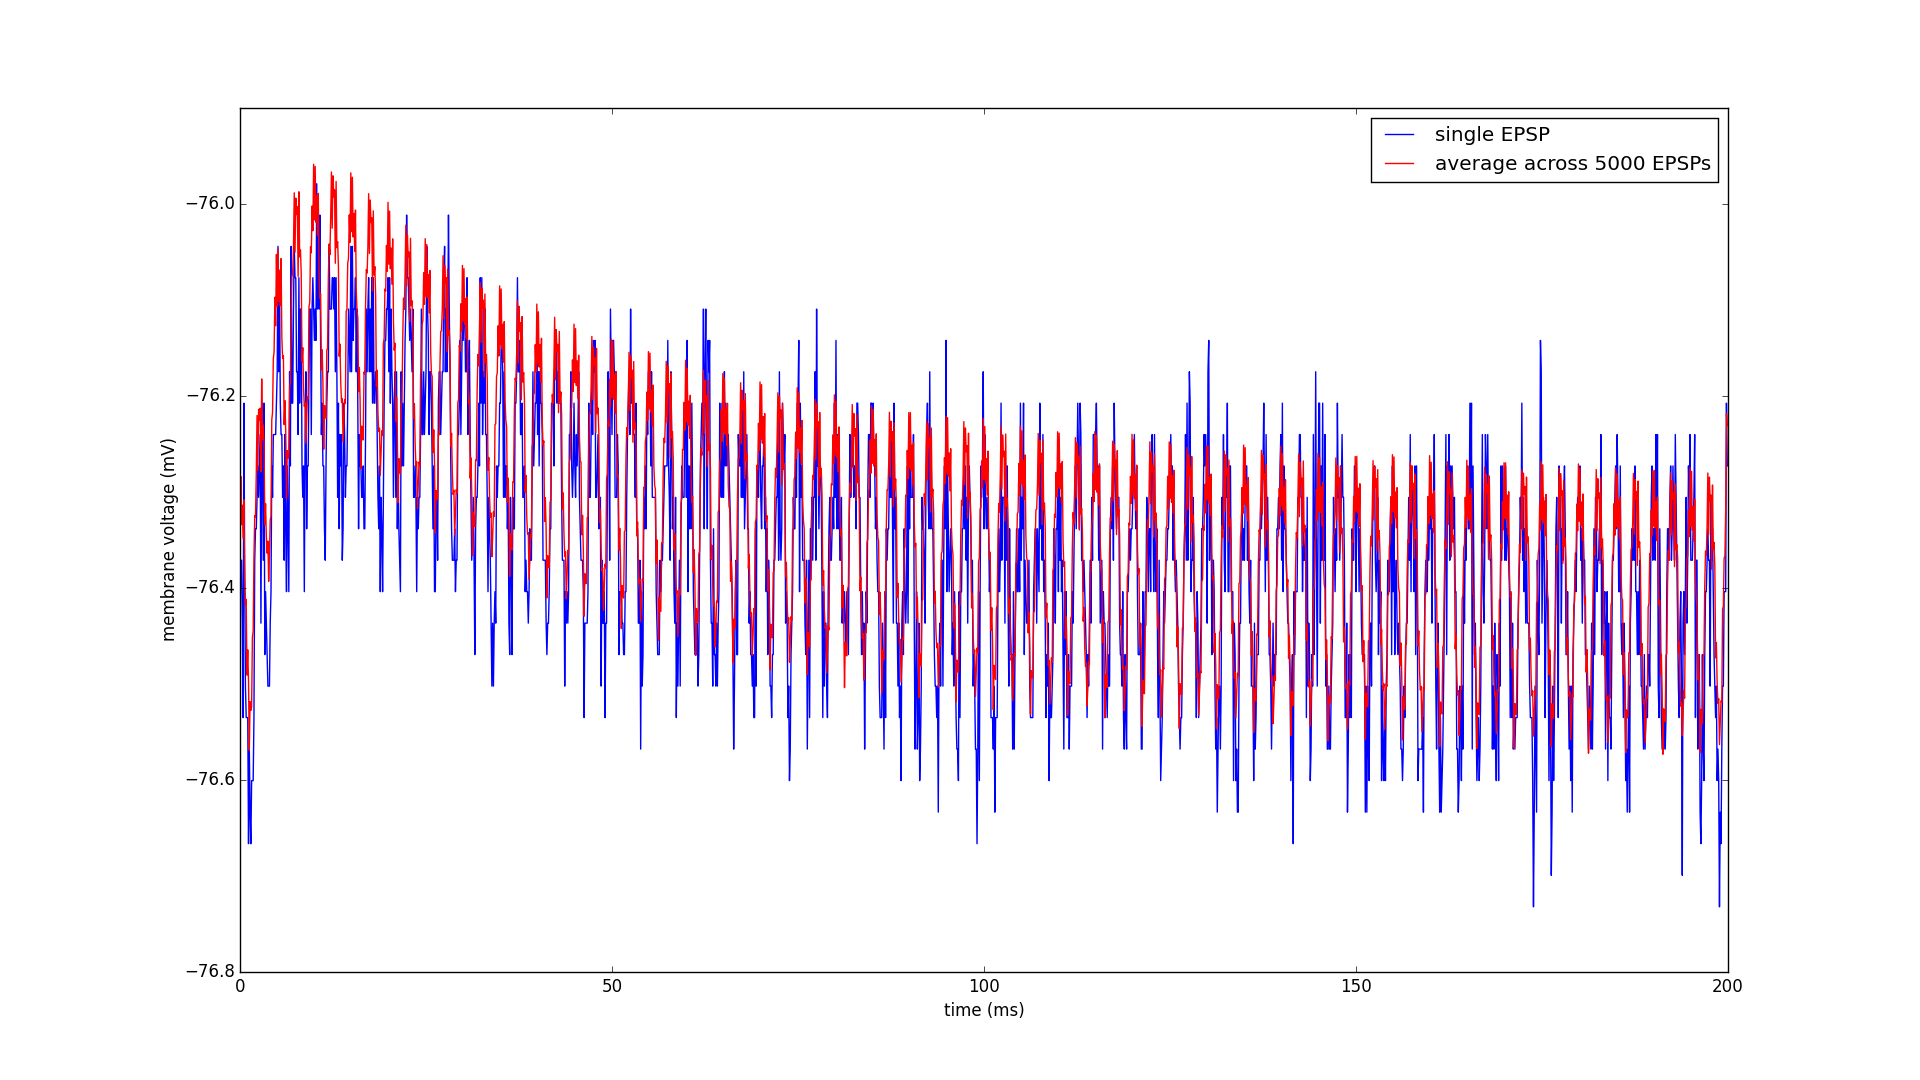 single EPSP
average across 5000 EPSPs
−76.0
−76.2
−76.4
−76.6
−76.8
membrane voltage (mV)
0 50 100 150 200
time (ms)